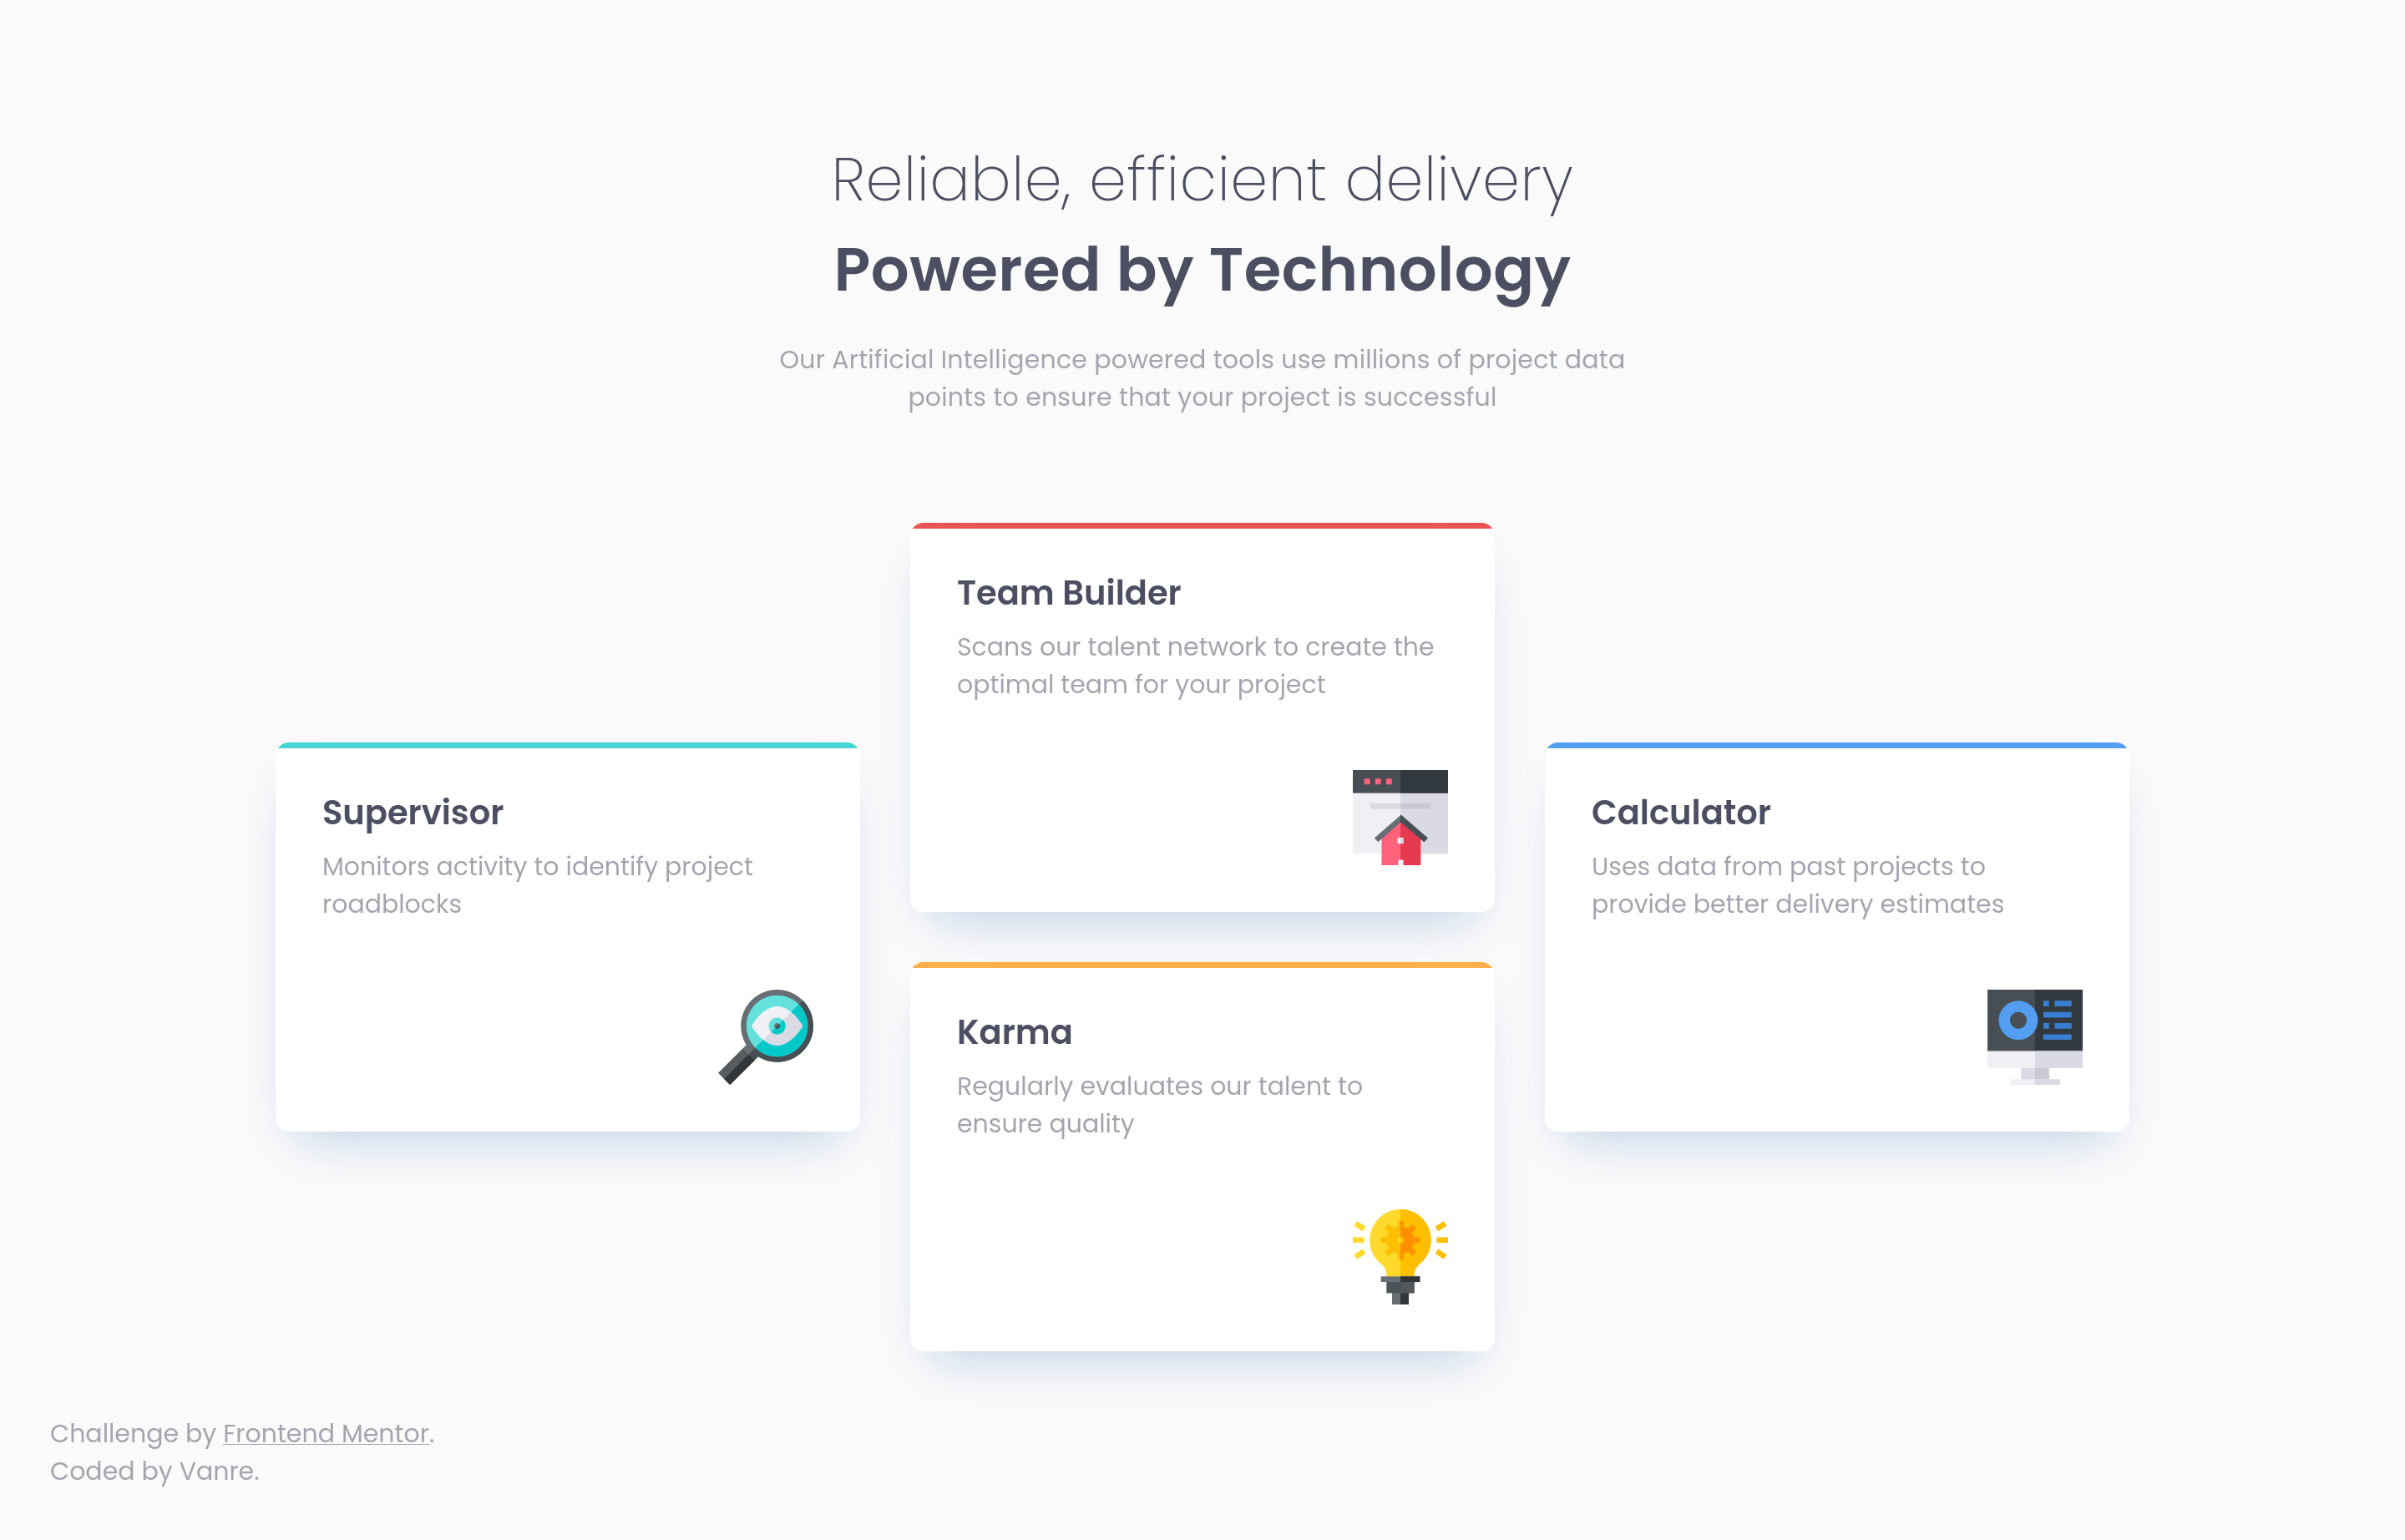 Reliable, efficient delivery
Powered by Technology
Our Artificial Intelligence powered tools use millions of project data
points to ensure that your project is successful
Supervisor
Monitors activity to identify project
roadblocks
Team Builder
Scans our talent network to create the
optimal team for your project
Karma
Regularly evaluates our talent to
ensure quality
Calculator
Uses data from past projects to
provide better delivery estimates
Challenge by Frontend Mentor.
Coded by Vanre.